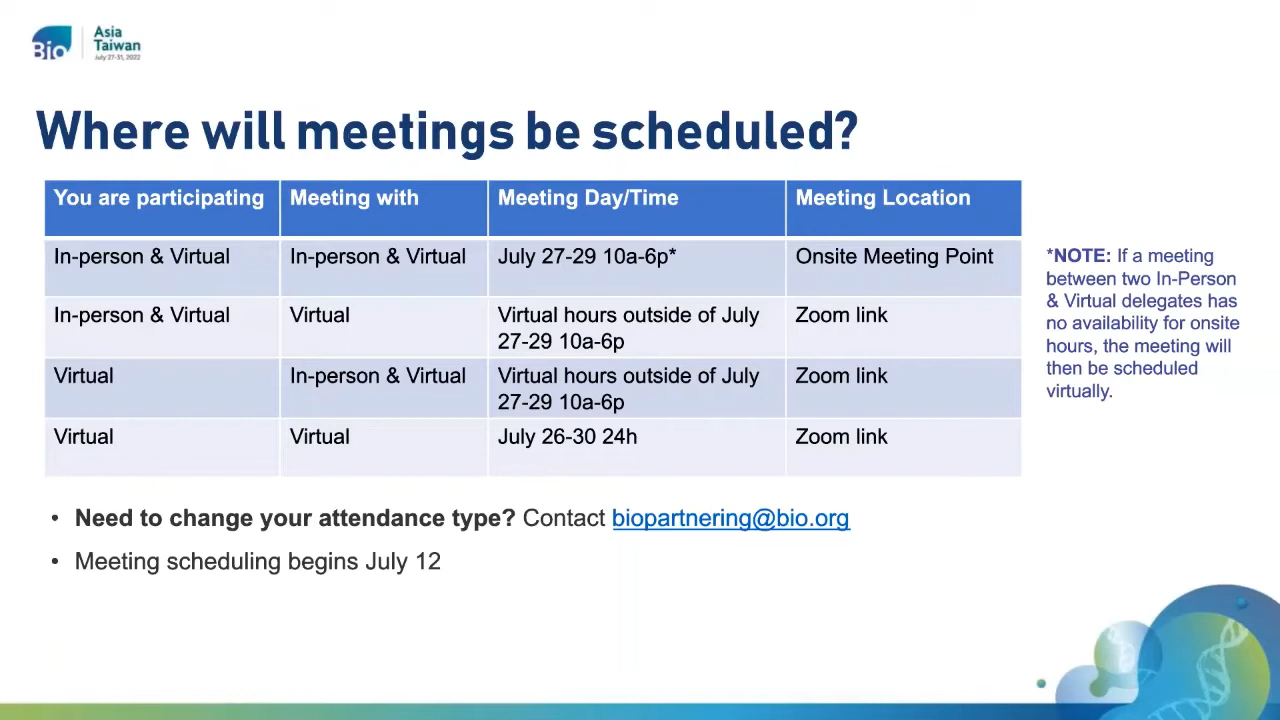 Bio
Asia
Taiwan
July 27-31, 2022
Where will meetings be scheduled?
You are participating Meeting with Meeting Day/Time Meeting Location
In-person & Virtual In-person & Virtual July 27-29 10a-6p* Onsite Meeting Point
In-person & Virtual Virtual Virtual hours outside of July Zoom link
27-29 10a-6p
Virtual In-person & Virtual Virtual hours outside of July Zoom link
27-29 10a-6p
Virtual Virtual July 26-30 24h Zoom link
*NOTE: If a meeting
between two In-Person
& Virtual delegates has
no availability for onsite
hours, the meeting will
then be scheduled
virtually.
• Need to change your attendance type? Contact biopartnering@bio.org
• Meeting scheduling begins July 12